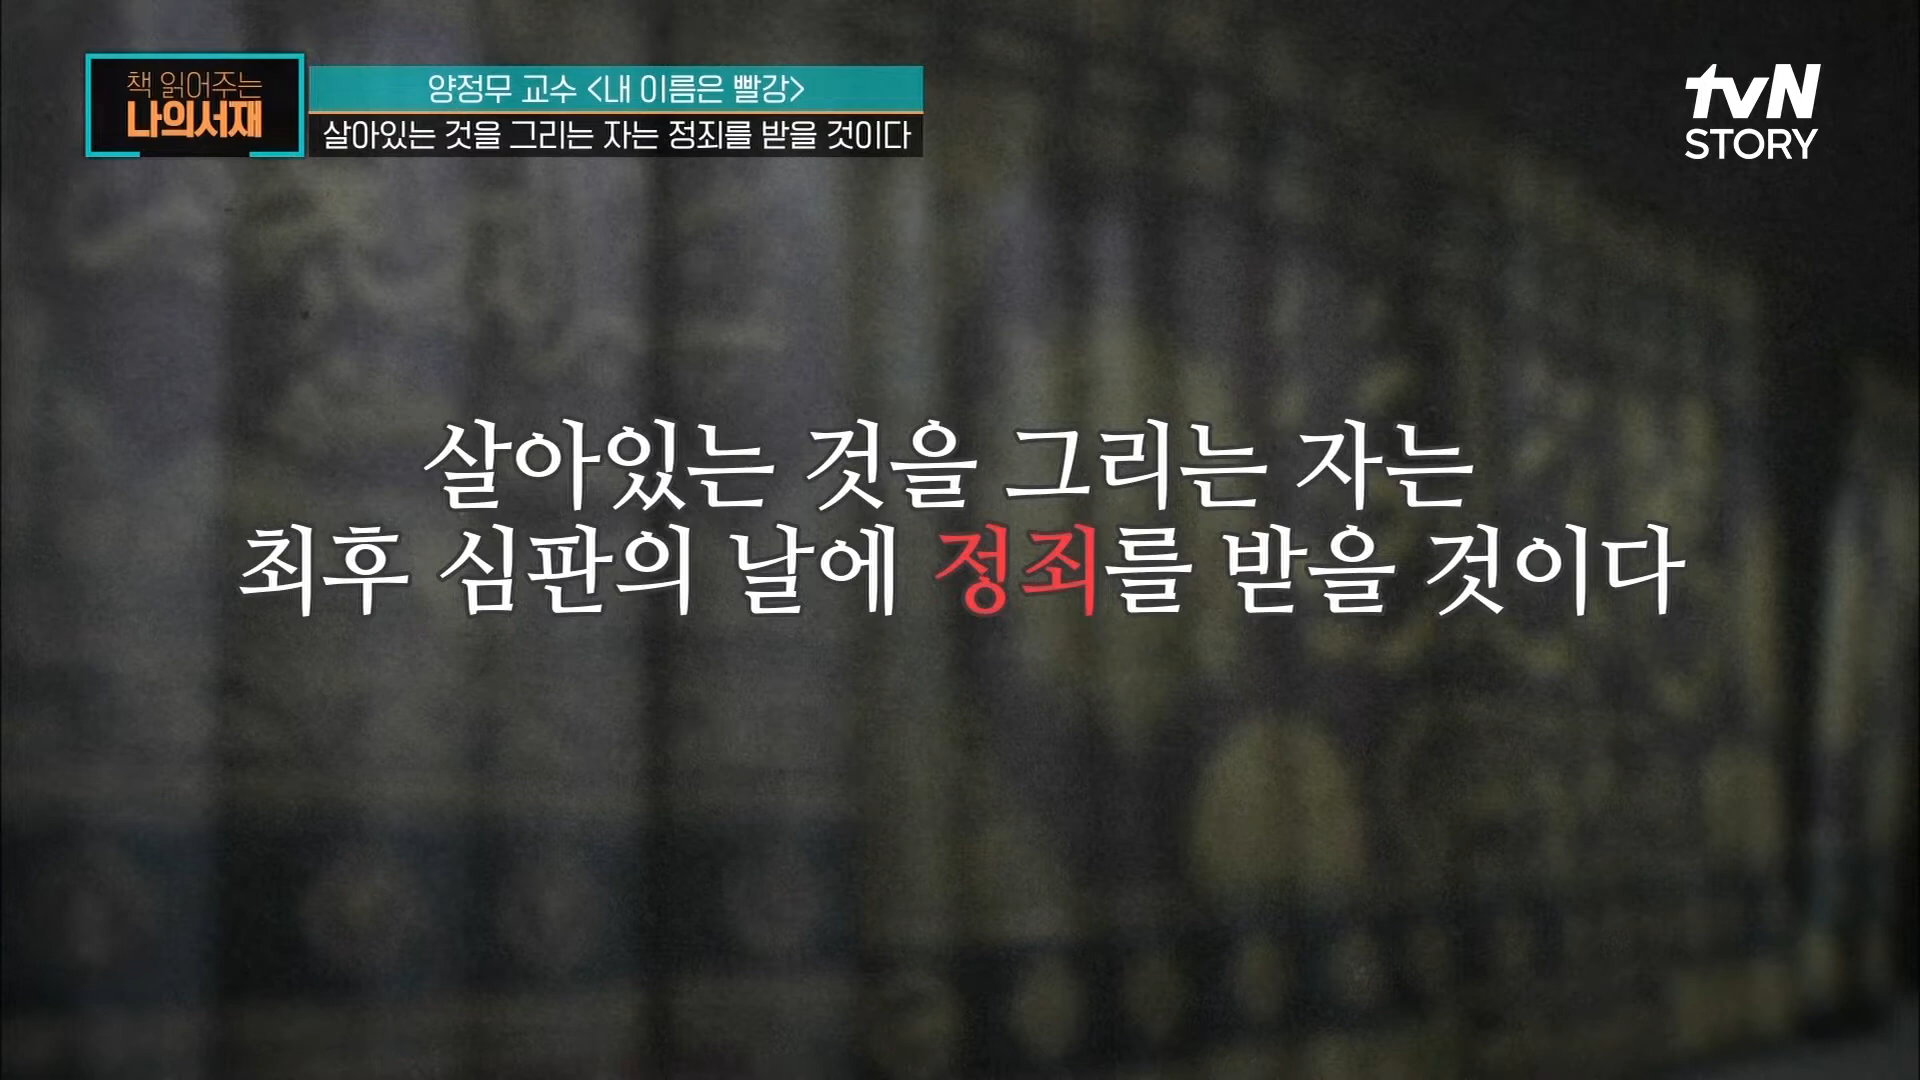 책 읽어주는
나의서재
양정무 교수 <내 이름은 빨강>
살아있는 것을 그리는 자는 정죄를 받을 것이다
tvN
STORY
살아있는 것을 그리는 자는
최후 심판의 날에 정죄를 받을 것이다